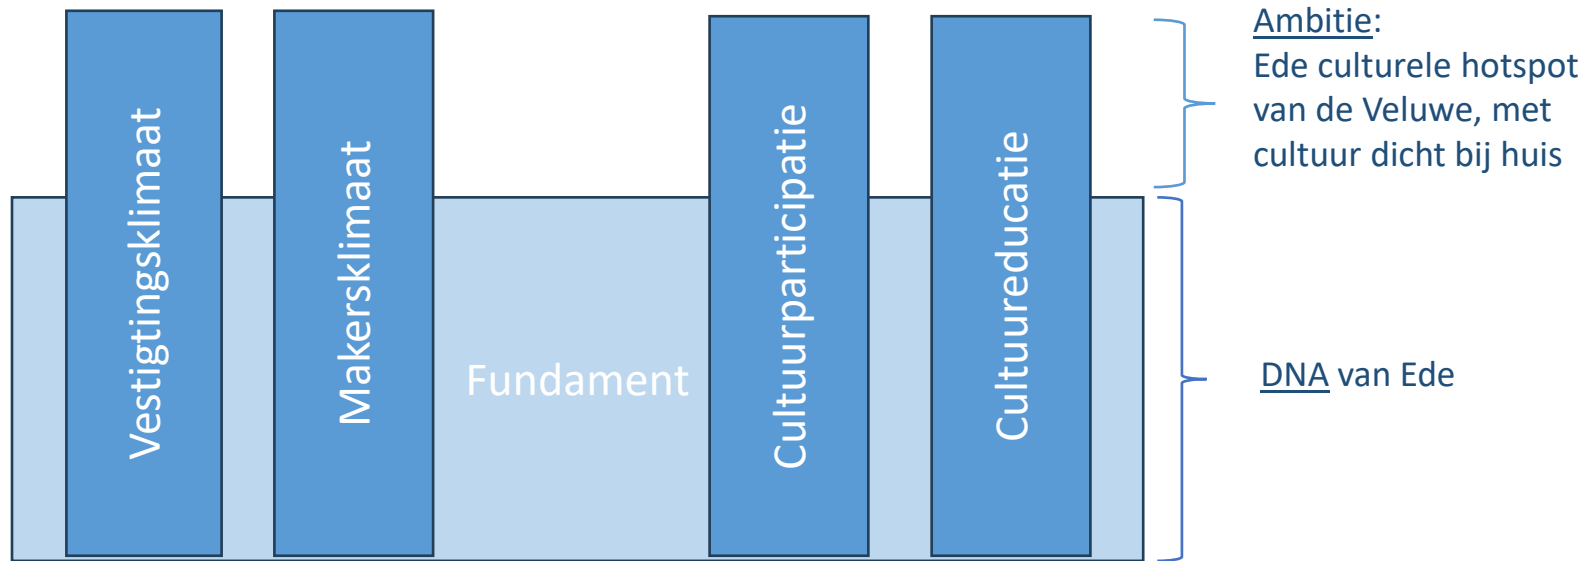 Vestigtingsklimaat
Makersklimaat
Fundament
Cultuurparticipatie
Cultuureducatie
Ambitie:
Ede culturele hotspot
van de Veluwe, met
cultuur dicht bij huis
DNA van Ede